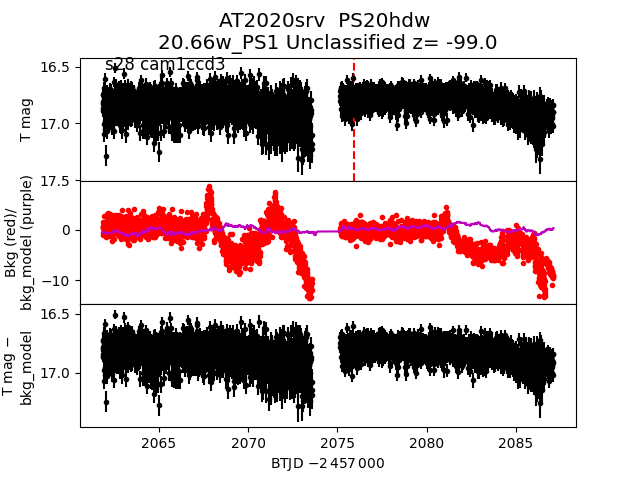 AT2020srv  PS20hdw
20.66w_PS1 Unclassified z= -99.0
s28 cam1ccd3
16.5
17.0
17.5
T mag
0
−10
Bkg (red)/
bkg_model (purple)
16.5
17.0
T mag −
bkg_model
2065
2070
2075
2080
2085
BTJD −2 457 000